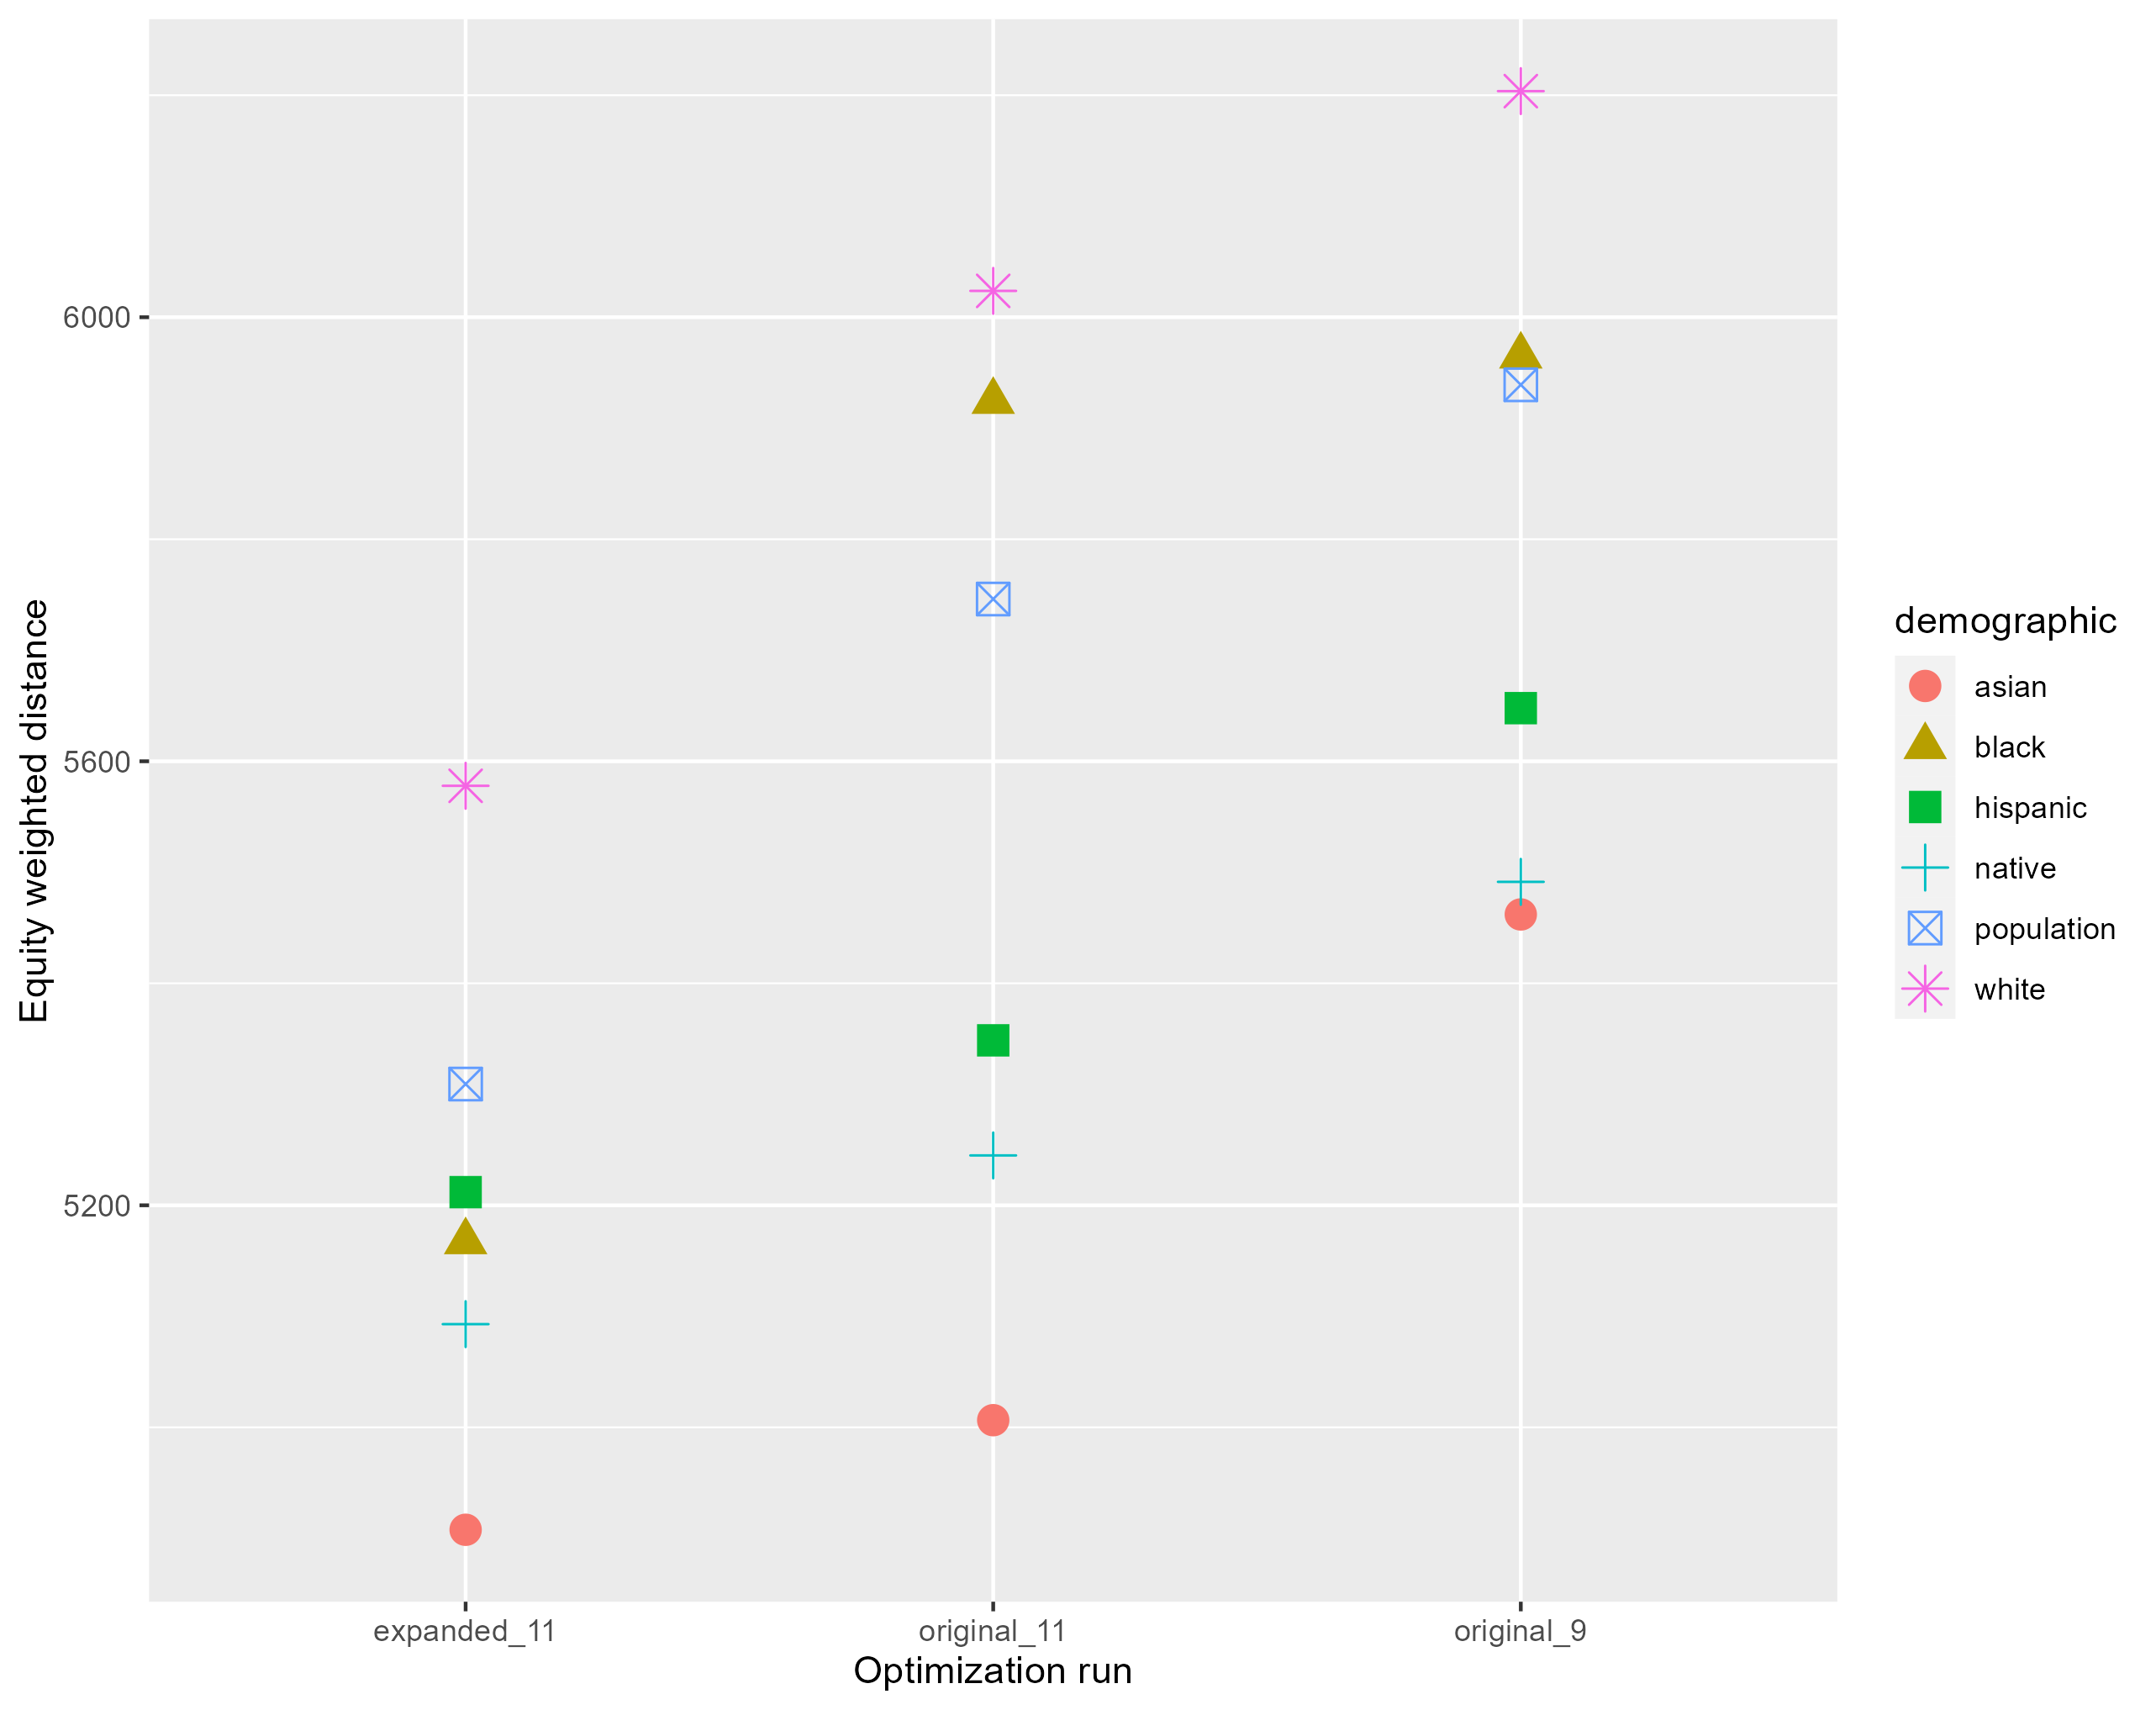 Equity weighted distance
6000
5600
5200
expanded_11
original_11
original_9
Optimization run
demographic
asian
black
hispanic
native
population
white